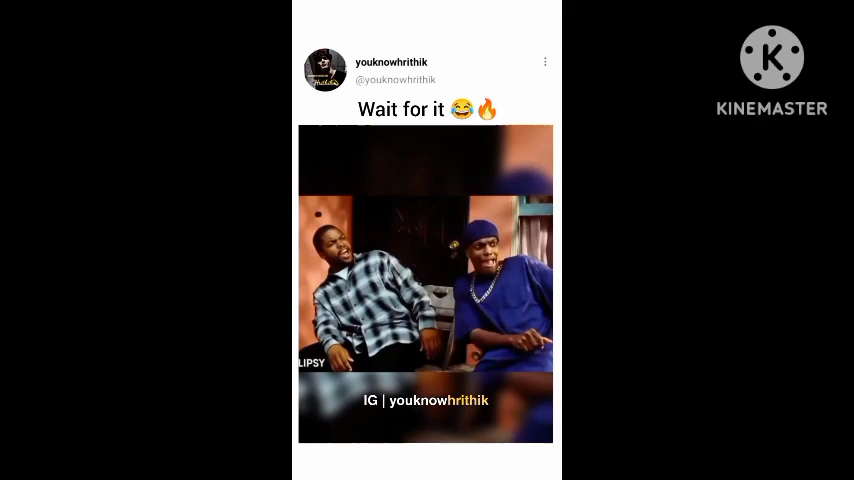 youknowhrithik
@youknowhrithik
Wait for it 😂🔥
KINEMASTER
LIPSY
IG | youknowhrithik